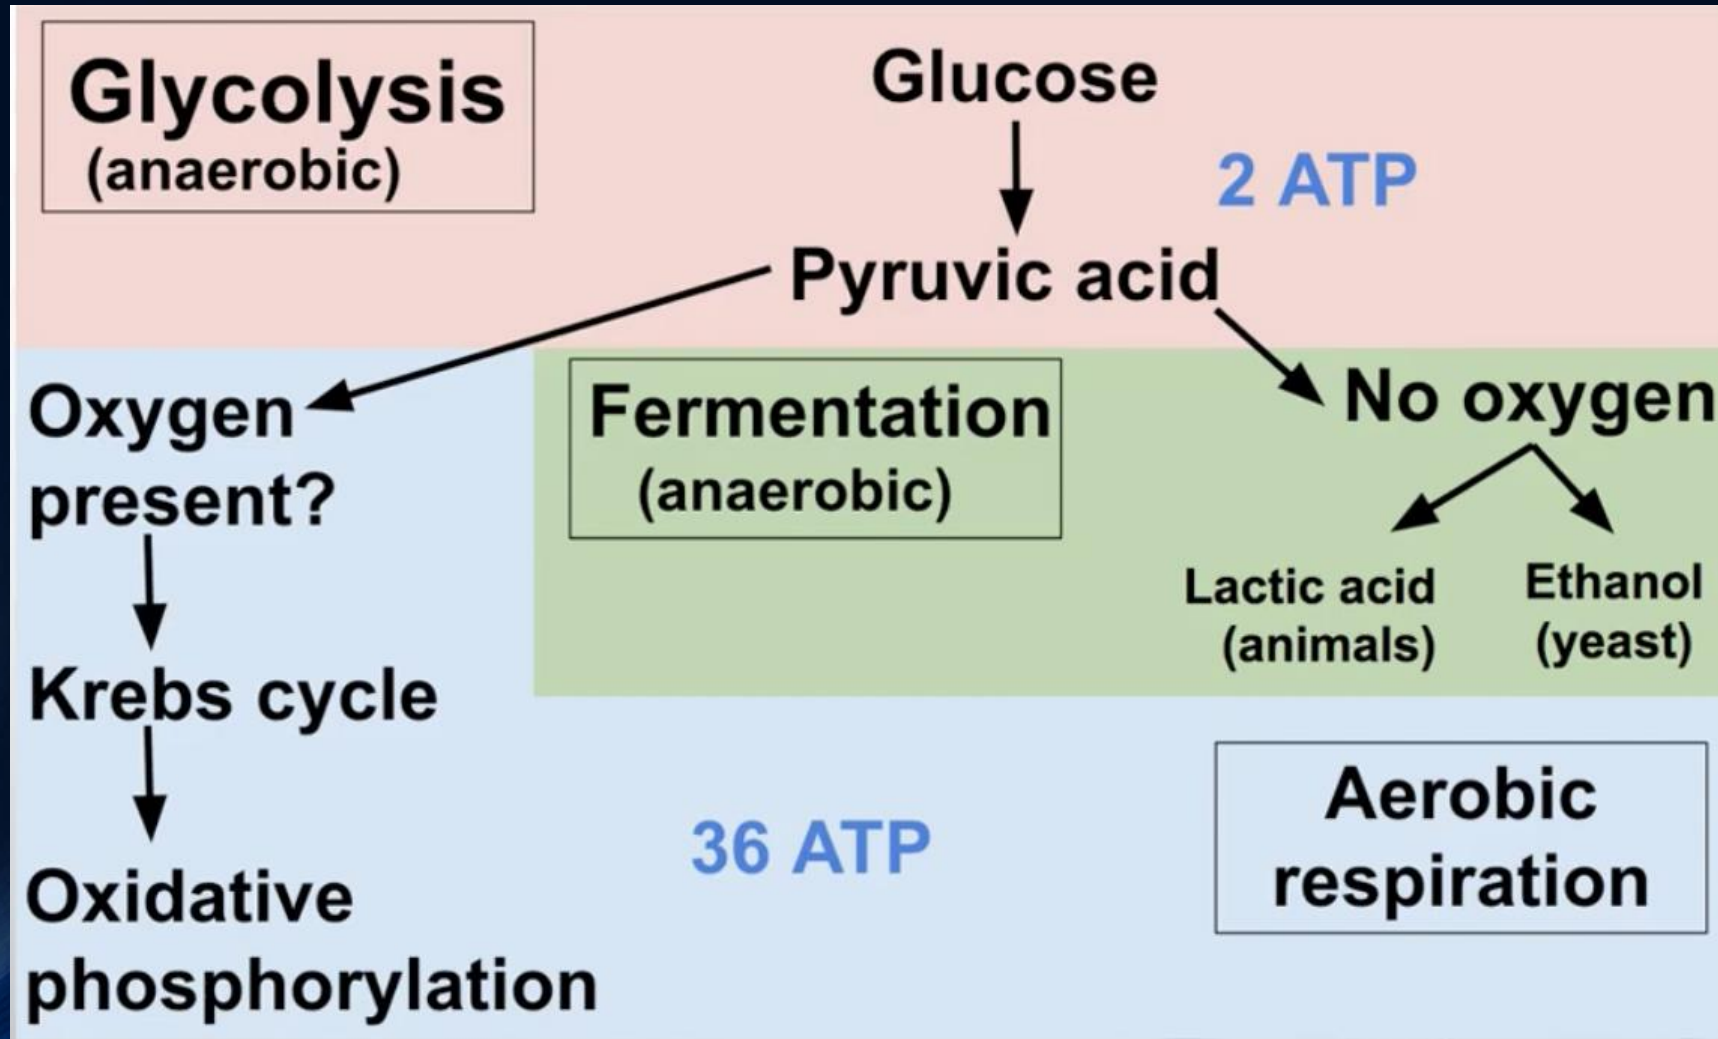 Glycolysis
(anaerobic)
Glucose
2 ATP
Pyruvic acid
Oxygen
present?
Krebs cycle
Oxidative
phosphorylation
Fermentation
(anaerobic)
No oxygen
Lactic acid
(animals)
Ethanol
(yeast)
36 ATP
Aerobic
respiration